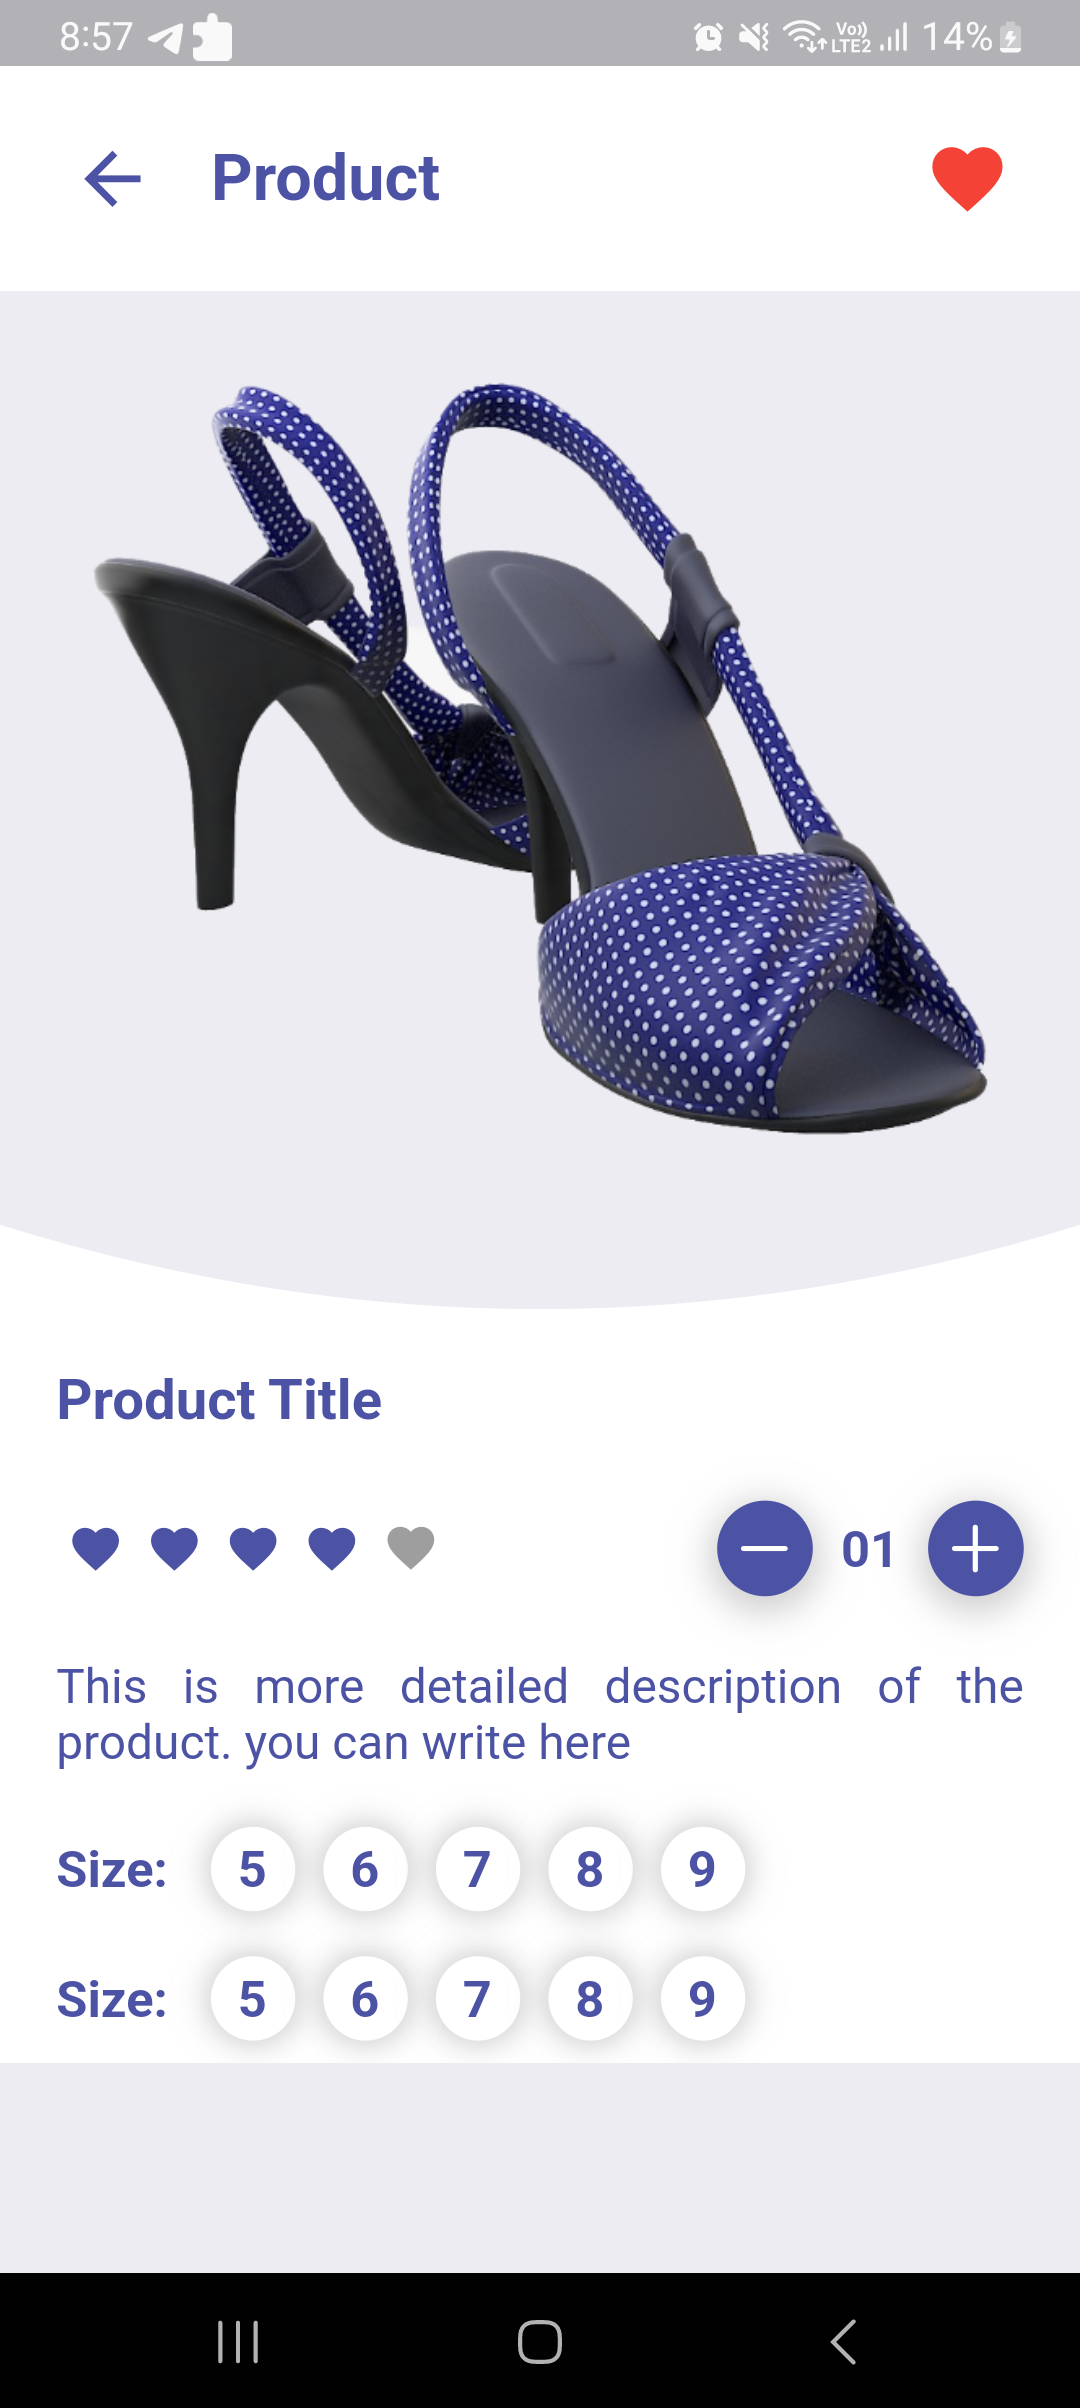 8:57 Vo)) LTE2 14%
Product
Product Title
01
This is more detailed description of the
product. you can write here
Size: 5 6 7 8 9
Size: 5 6 7 8 9